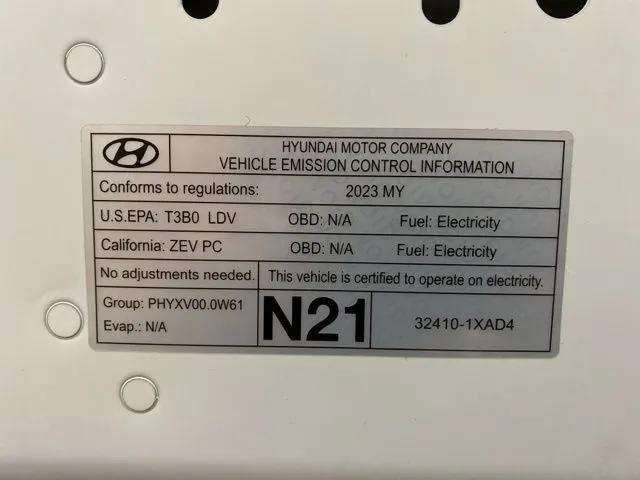 HYUNDAI MOTOR COMPANY
VEHICLE EMISSION CONTROL INFORMATION
Conforms to regulations: 2023 MY
U.S.EPA: T3B0 LDV OBD: N/A Fuel: Electricity
California: ZEV PC OBD: N/A Fuel: Electricity
No adjustments needed. This vehicle is certified to operate on electricity.
Group: PHYXV00.0W61
Evap.: N/A
N21
32410-1XAD4